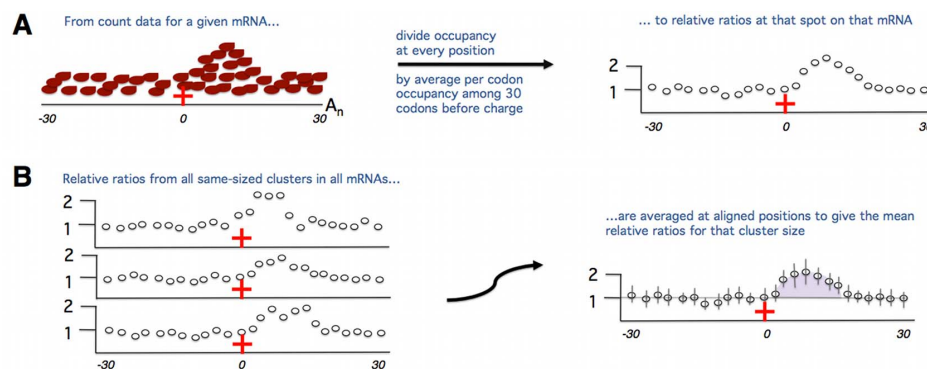 A
From count data for a given mRNA...
divide occupancy
at every position
by average per codon
occupancy among 30
codons before charge
... to relative ratios at that spot on that mRNA
+
An
-30 0 30
2
1
+
-30 0 30
B
Relative ratios from all same-sized clusters in all mRNAs...
2
1
+
2
1
+
2
1
+
-30 0 30
...are averaged at aligned positions to give the mean
relative ratios for that cluster size
2
1
+
-30 0 30